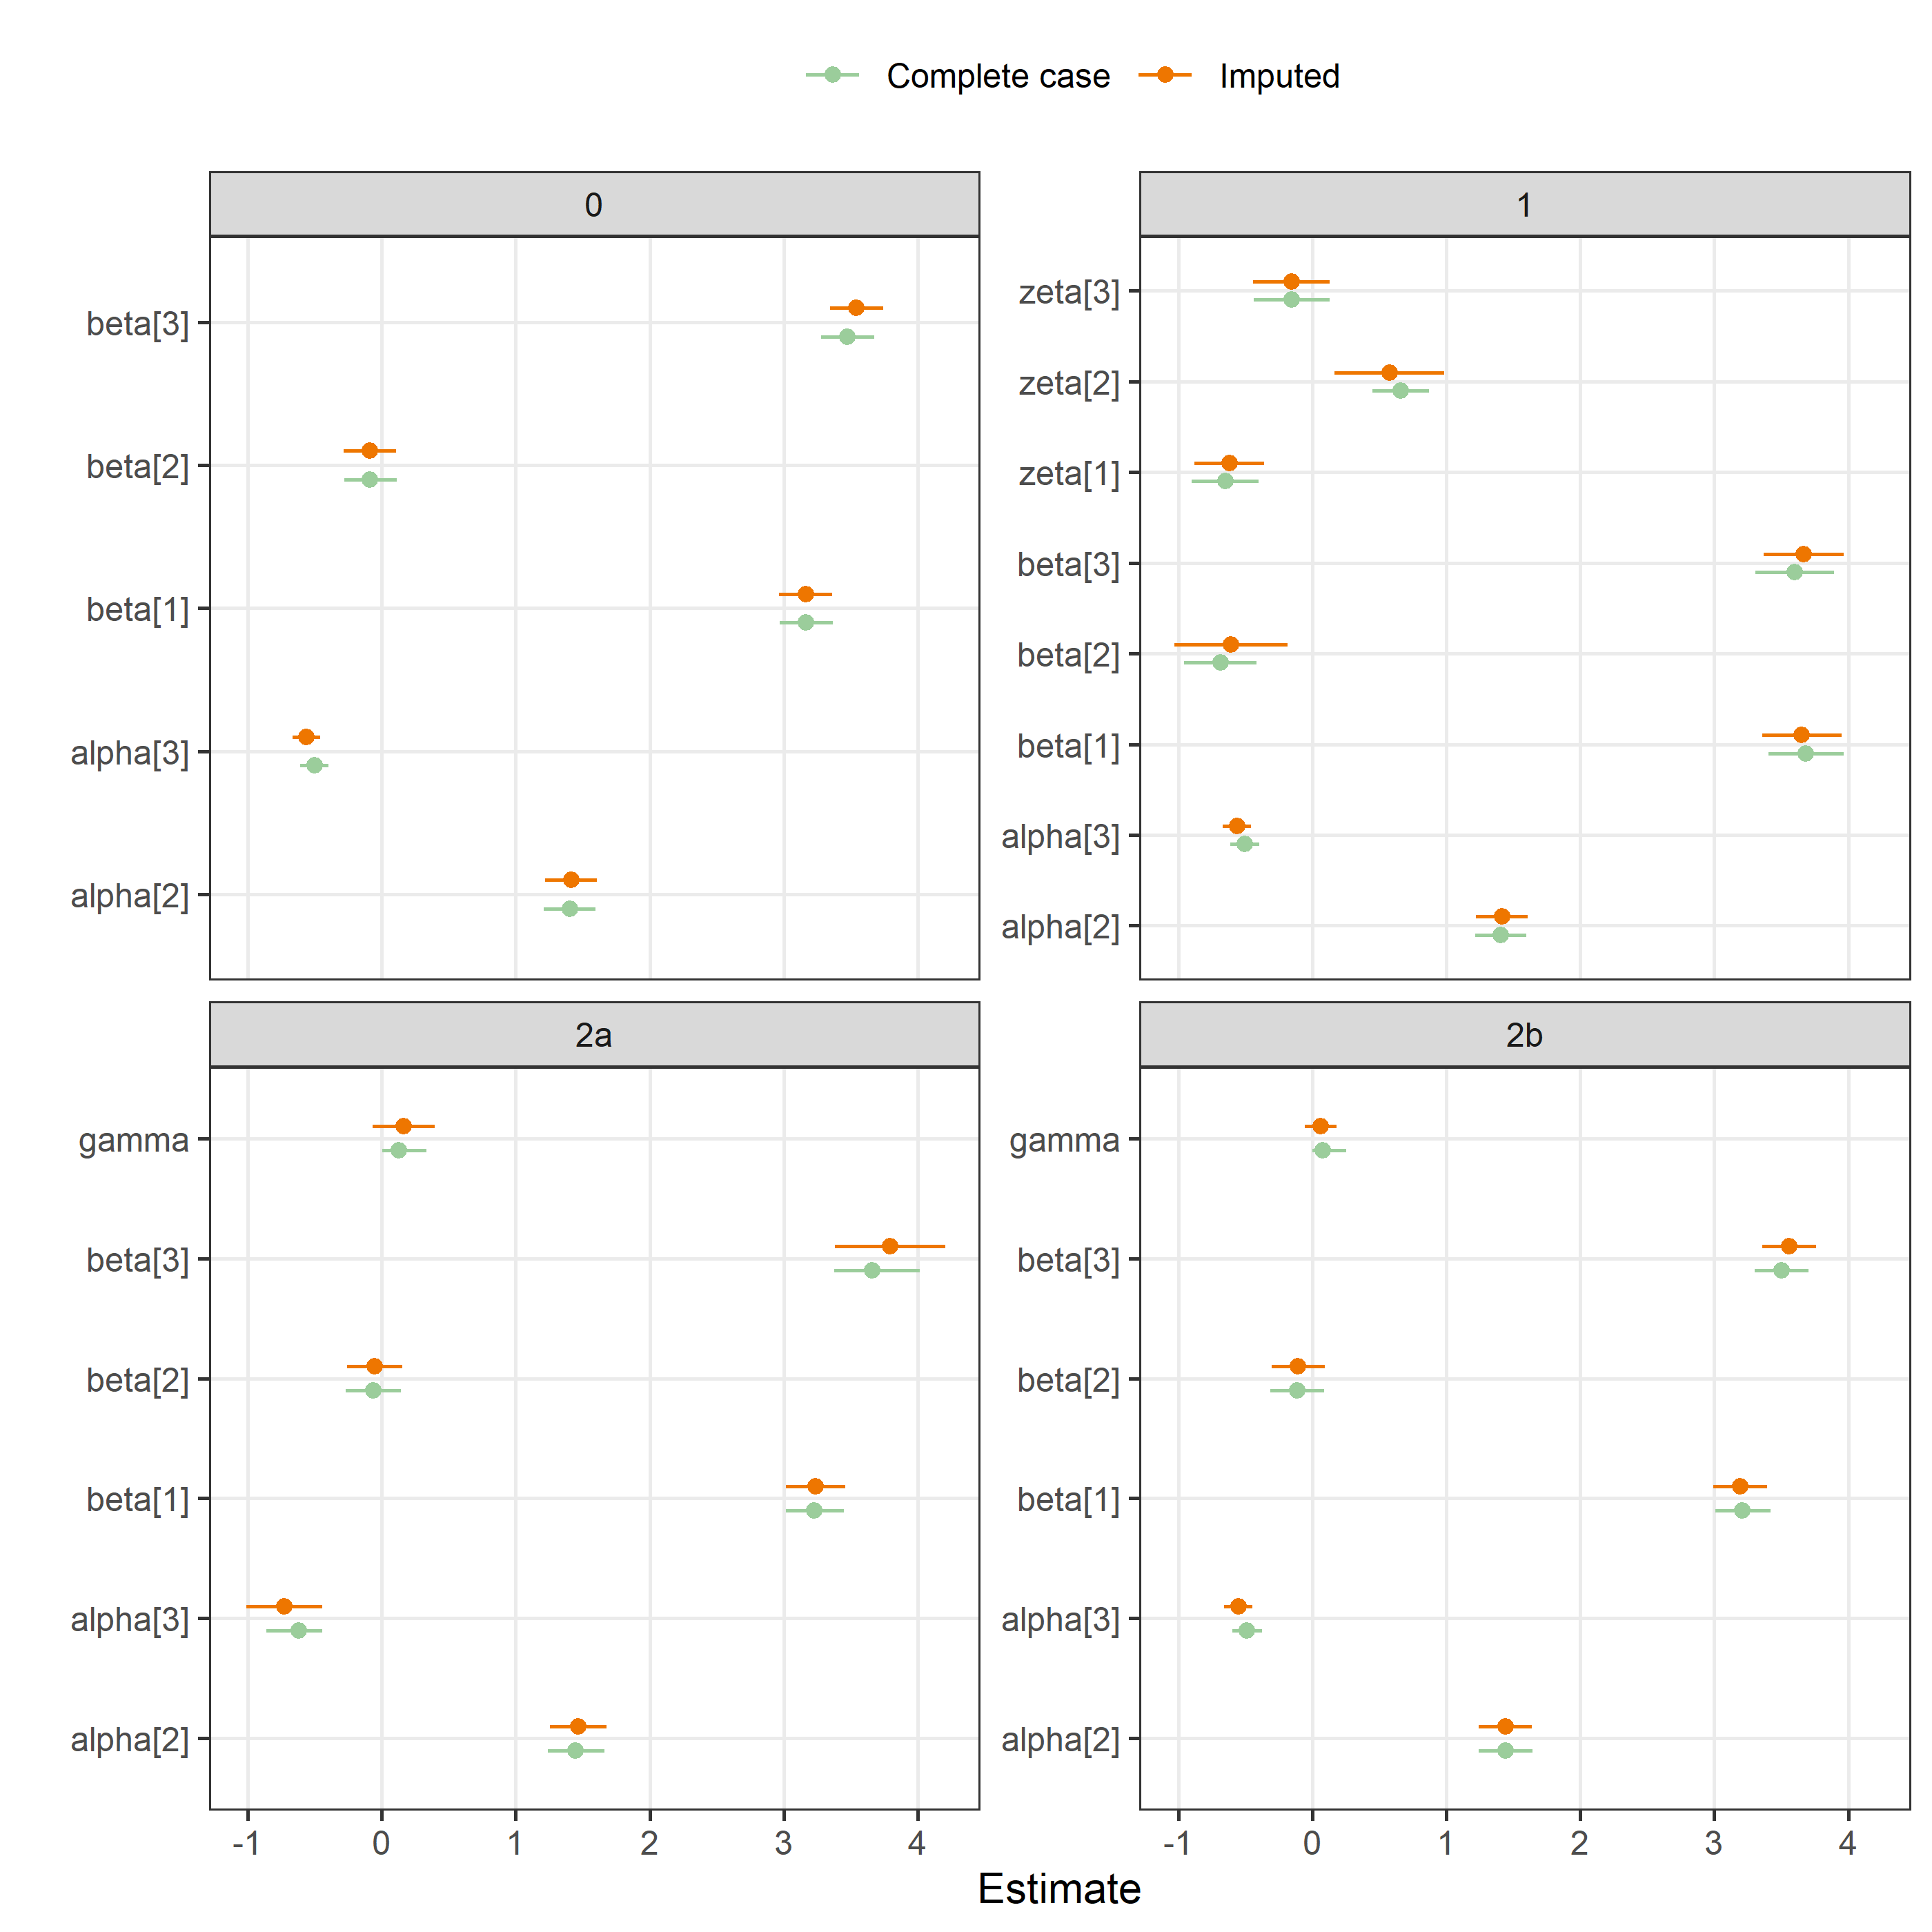 Complete case Imputed
0
beta[3]
beta[2]
beta[1]
alpha[3]
alpha[2]
1
zeta[3]
zeta[2]
zeta[1]
beta[3]
beta[2]
beta[1]
alpha[3]
alpha[2]
2a
gamma
beta[3]
beta[2]
beta[1]
alpha[3]
alpha[2]
-1 0 1 2 3 4
2b
gamma
beta[3]
beta[2]
beta[1]
alpha[3]
alpha[2]
-1 0 1 2 3 4
Estimate